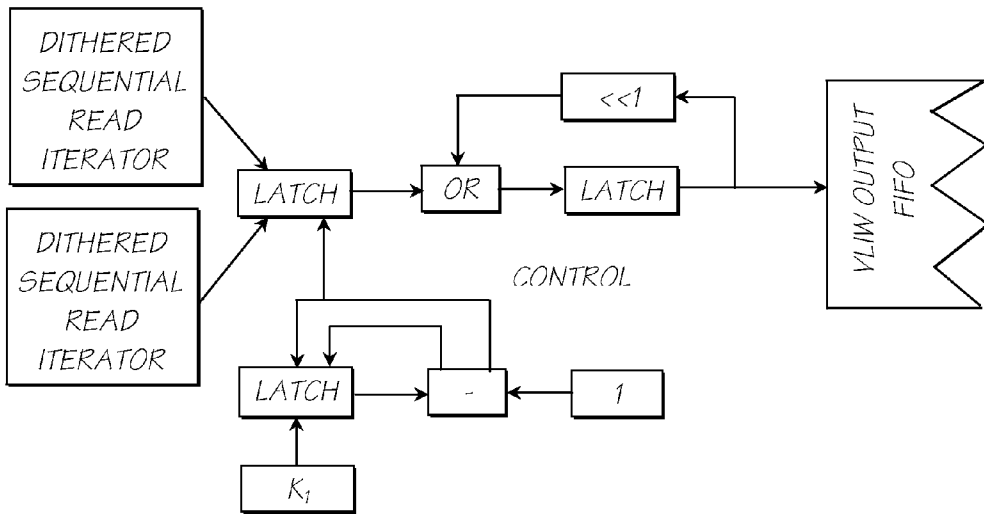 DITHERED
SEQUENTIAL
READ
ITERATOR
<<1
LATCH
OR
LATCH
VLIW OUTPUT
FIFO
DITHERED
SEQUENTIAL
READ
ITERATOR
CONTROL
LATCH
-
1
K₁